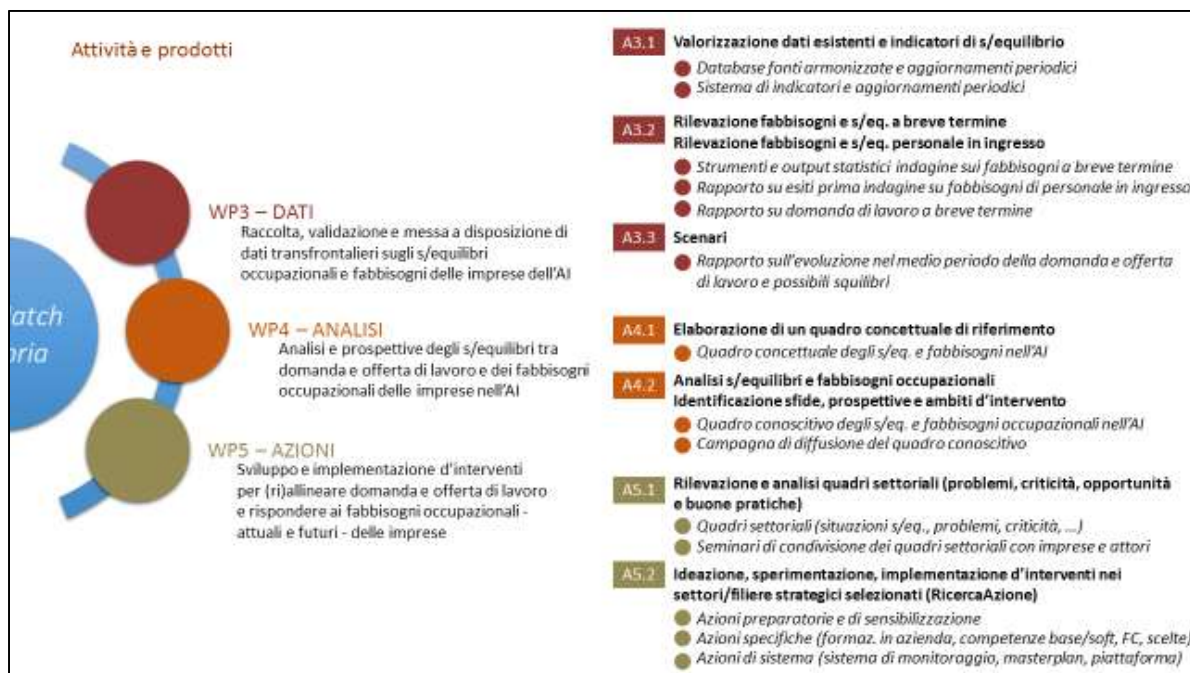 Attività e prodotti
atch
ria
WP3 – DATI
Raccolta, validazione e messa a disposizione di
dati transfrontalieri sugli s/equilibri
occupazionali e fabbisogni delle imprese dell'AI
WP4 – ANALISI
Analisi e prospettive degli s/equilibri tra
domanda e offerta di lavoro e dei fabbisogni
occupazionali delle imprese nell'AI
WP5 – AZIONI
Sviluppo e implementazione d'interventi
per (ri)allineare domanda e offerta di lavoro
e rispondere ai fabbisogni occupazionali -
attuali e futuri - delle imprese
A3.1 Valorizzazione dati esistenti e indicatori di s/equilibrio
Database fonti armonizzate e aggiornamenti periodici
Sistema di indicatori e aggiornamenti periodici
A3.2 Rilevazione fabbisogni e s/eq. a breve termine
Rilevazione fabbisogni e s/eq. personale in ingresso
Strumenti e output statistici indagine sui fabbisogni a breve termine
Rapporto su esiti prima indagine su fabbisogni di personale in ingresso
Rapporto su domanda di lavoro a breve termine
A3.3 Scenari
Rapporto sull'evoluzione nel medio periodo della domanda e offerta
di lavoro e possibili squilibri
A4.1 Elaborazione di un quadro concettuale di riferimento
Quadro concettuale degli s/eq. e fabbisogni nell'AI
A4.2 Analisi s/equilibri e fabbisogni occupazionali
Identificazione sfide, prospettive e ambiti d'intervento
Quadro conoscitivo degli s/eq. e fabbisogni occupazionali nell'AI
Campagna di diffusione del quadro conoscitivo
A5.1 Rilevazione e analisi quadri settoriali (problemi, criticità, opportunità
e buone pratiche)
Quadri settoriali (situazioni s/eq., problemi, criticità, ...)
Seminari di condivisione dei quadri settoriali con imprese e attori
A5.2 Ideazione, sperimentazione, implementazione d'interventi nei
settori/filiere strategici selezionati (RicercaAzione)
Azioni preparatorie e di sensibilizzazione
Azioni specifiche (formaz. in azienda, competenze base/soft, FC, scelte)
Azioni di sistema (sistema di monitoraggio, masterplan, piattaforma)